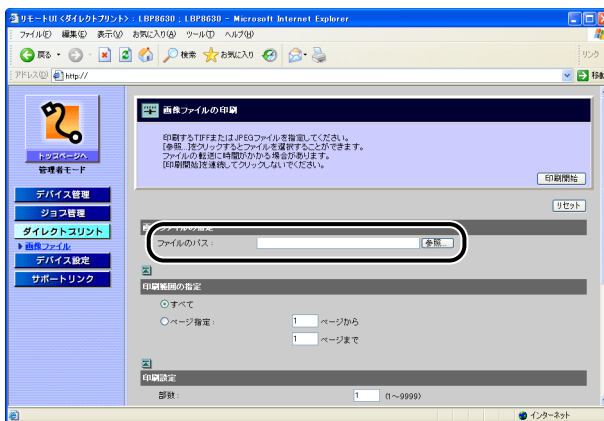 リモートUI <ダイレクトプリント> : LBP8630 ; LBP8630 - Microsoft Internet Explorer
ファイル(F) 編集(E) 表示(V) お気に入り(A) ツール(T) ヘルプ(H)
戻る 検索 お気に入り リンク
アドレス(D) http:// 移動
画像ファイルの印刷
印刷するTIFFまたはJPEGファイルを指定してください。
[参照...]をクリックするとファイルを選択することができます。
ファイルの転送に時間がかかる場合があります。
[印刷開始]を連続してクリックしないでください。
印刷開始
リセット
トップページへ
管理者モード
デバイス管理
ジョブ管理
ダイレクトプリント
画像ファイル
デバイス設定
サポートリンク
画像ファイルの指定
ファイルのパス : 参照...
印刷範囲の指定
すべて
ページ指定 : 1 ページから
1 ページまで
印刷設定
部数 : 1 (1~9999)
インターネット